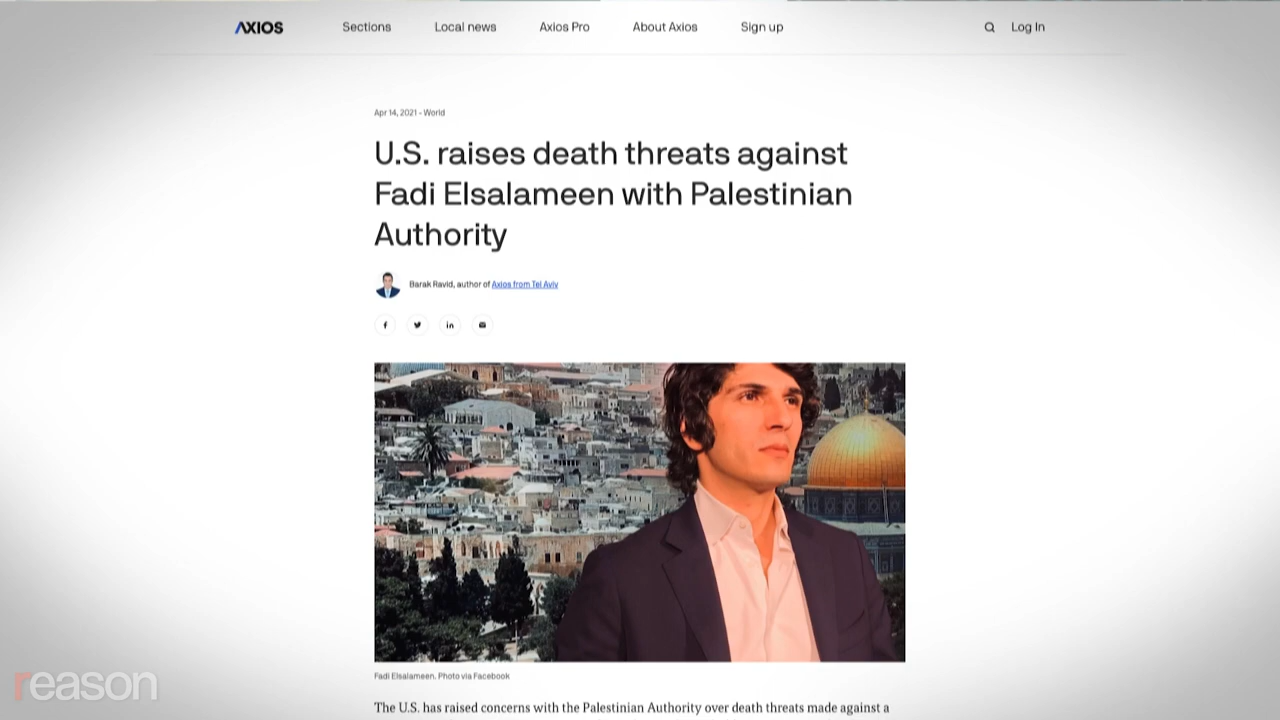 AXIOS
Sections
Local news
Axios Pro
About Axios
Sign up
Log In
Apr 14, 2021 - World
U.S. raises death threats against
Fadi Elsalameen with Palestinian
Authority
Barak Ravid, author of Axios from Tel Aviv
Fadi Elsalameen. Photo via Facebook
The U.S. has raised concerns with the Palestinian Authority over death threats made against a
reason